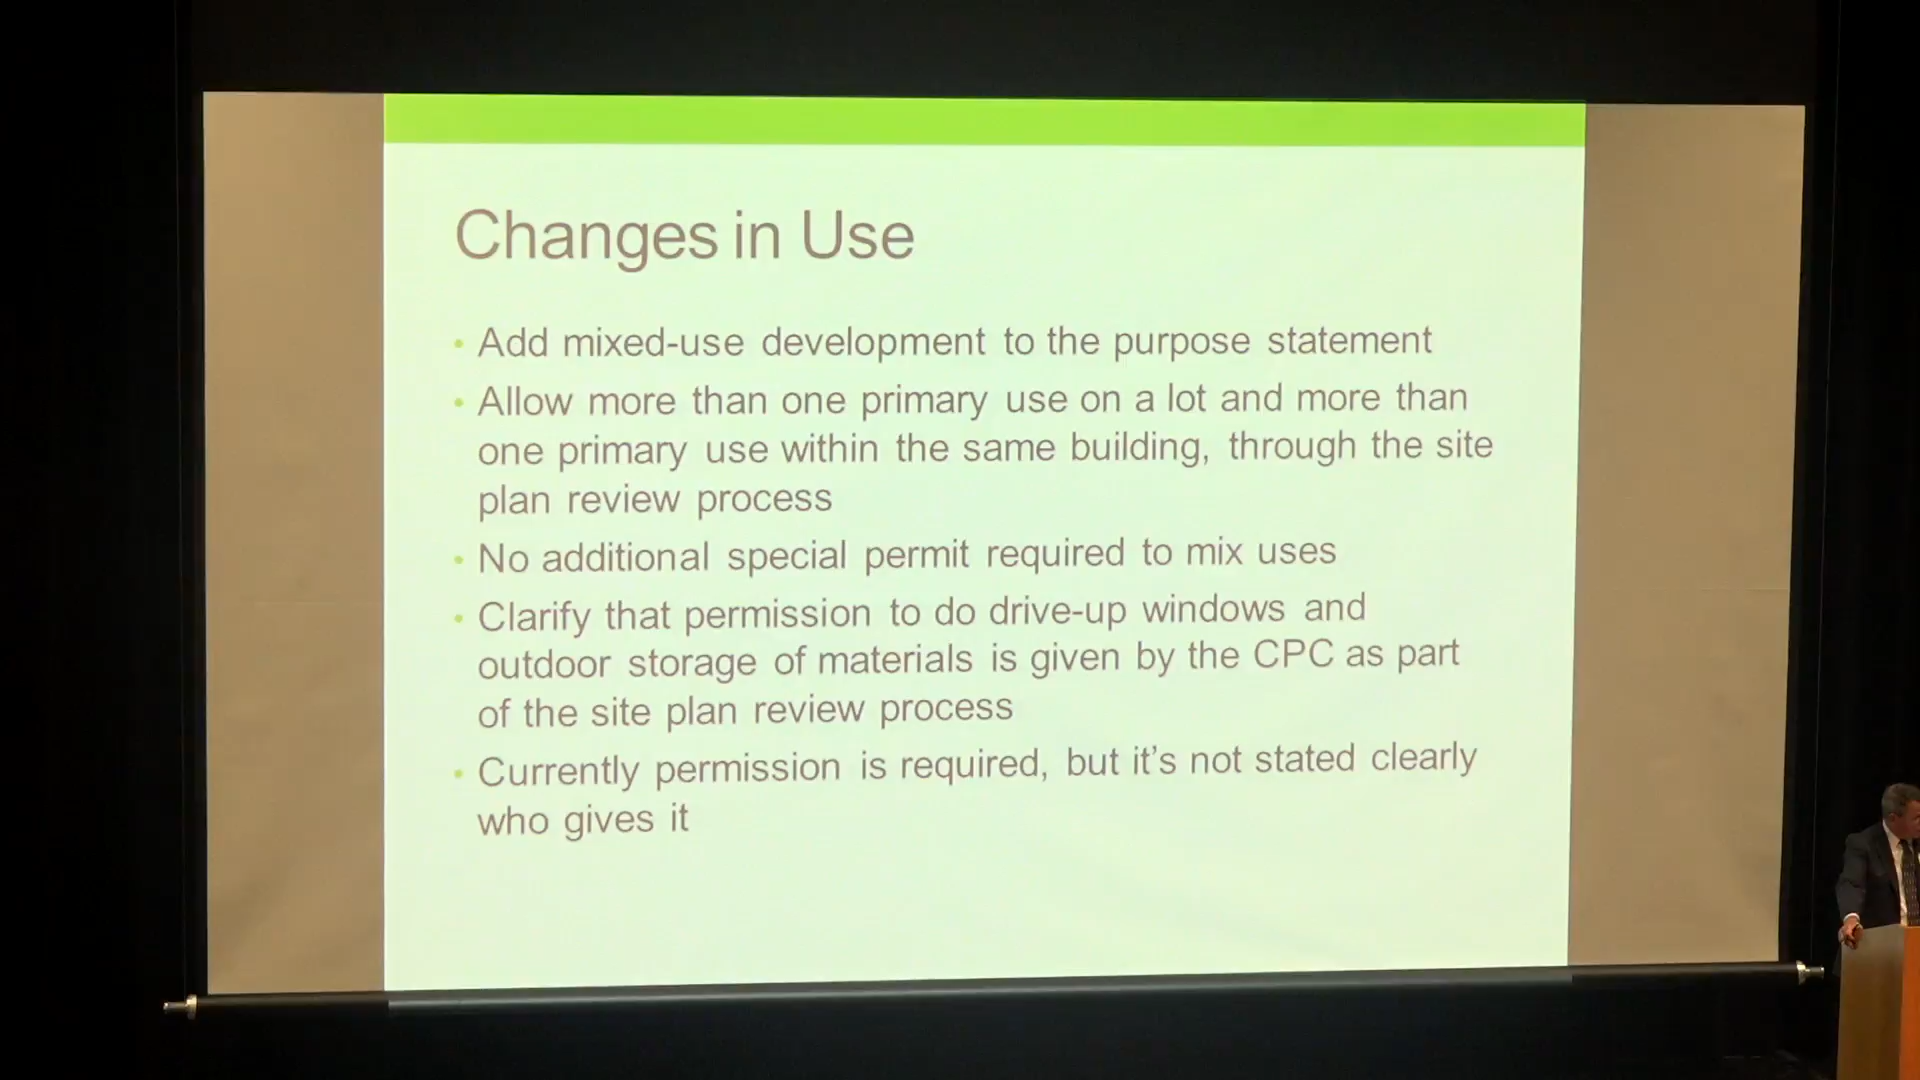 Changes in Use
• Add mixed-use development to the purpose statement
• Allow more than one primary use on a lot and more than
one primary use within the same building, through the site
plan review process
• No additional special permit required to mix uses
• Clarify that permission to do drive-up windows and
outdoor storage of materials is given by the CPC as part
of the site plan review process
• Currently permission is required, but it's not stated clearly
who gives it